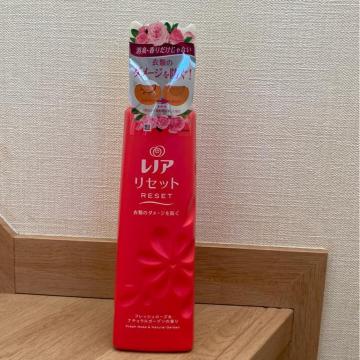 消臭・香りだけじゃない
衣類の
ダメージを防ぐ!
レノア
リセット
RESET
衣類のダメージを防ぐ
フレッシュローズ&
ナチュラルガーデンの香り
Fresh Rose & Natural Garden